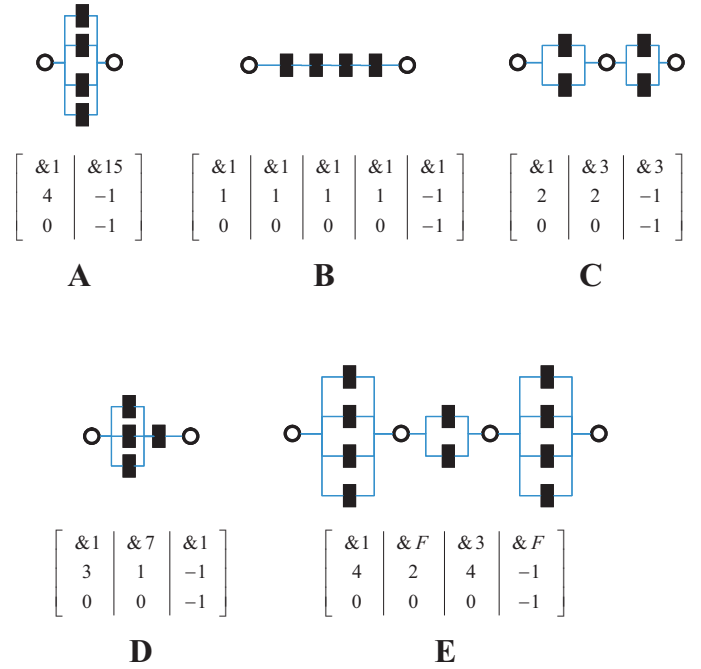 &1 &15
4 −1
0 −1
A
&1 &1 &1 &1 &1
1 1 1 1 −1
0 0 0 0 −1
B
&1 &3 &3
2 2 −1
0 0 −1
C
&1 &7 &1
3 1 −1
0 0 −1
D
&1 &F &3 &F
4 2 4 −1
0 0 0 −1
E